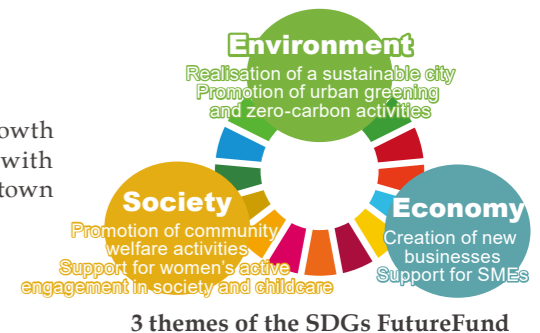 Environment
Realisation of a sustainable city
Promotion of urban greening
and zero-carbon activities
owth
with
town
Society
Promotion of community
welfare activities
Support for women's active
engagement in society and childcare
Economy
Creation of new
businesses
Support for SMEs
3 themes of the SDGs FutureFund